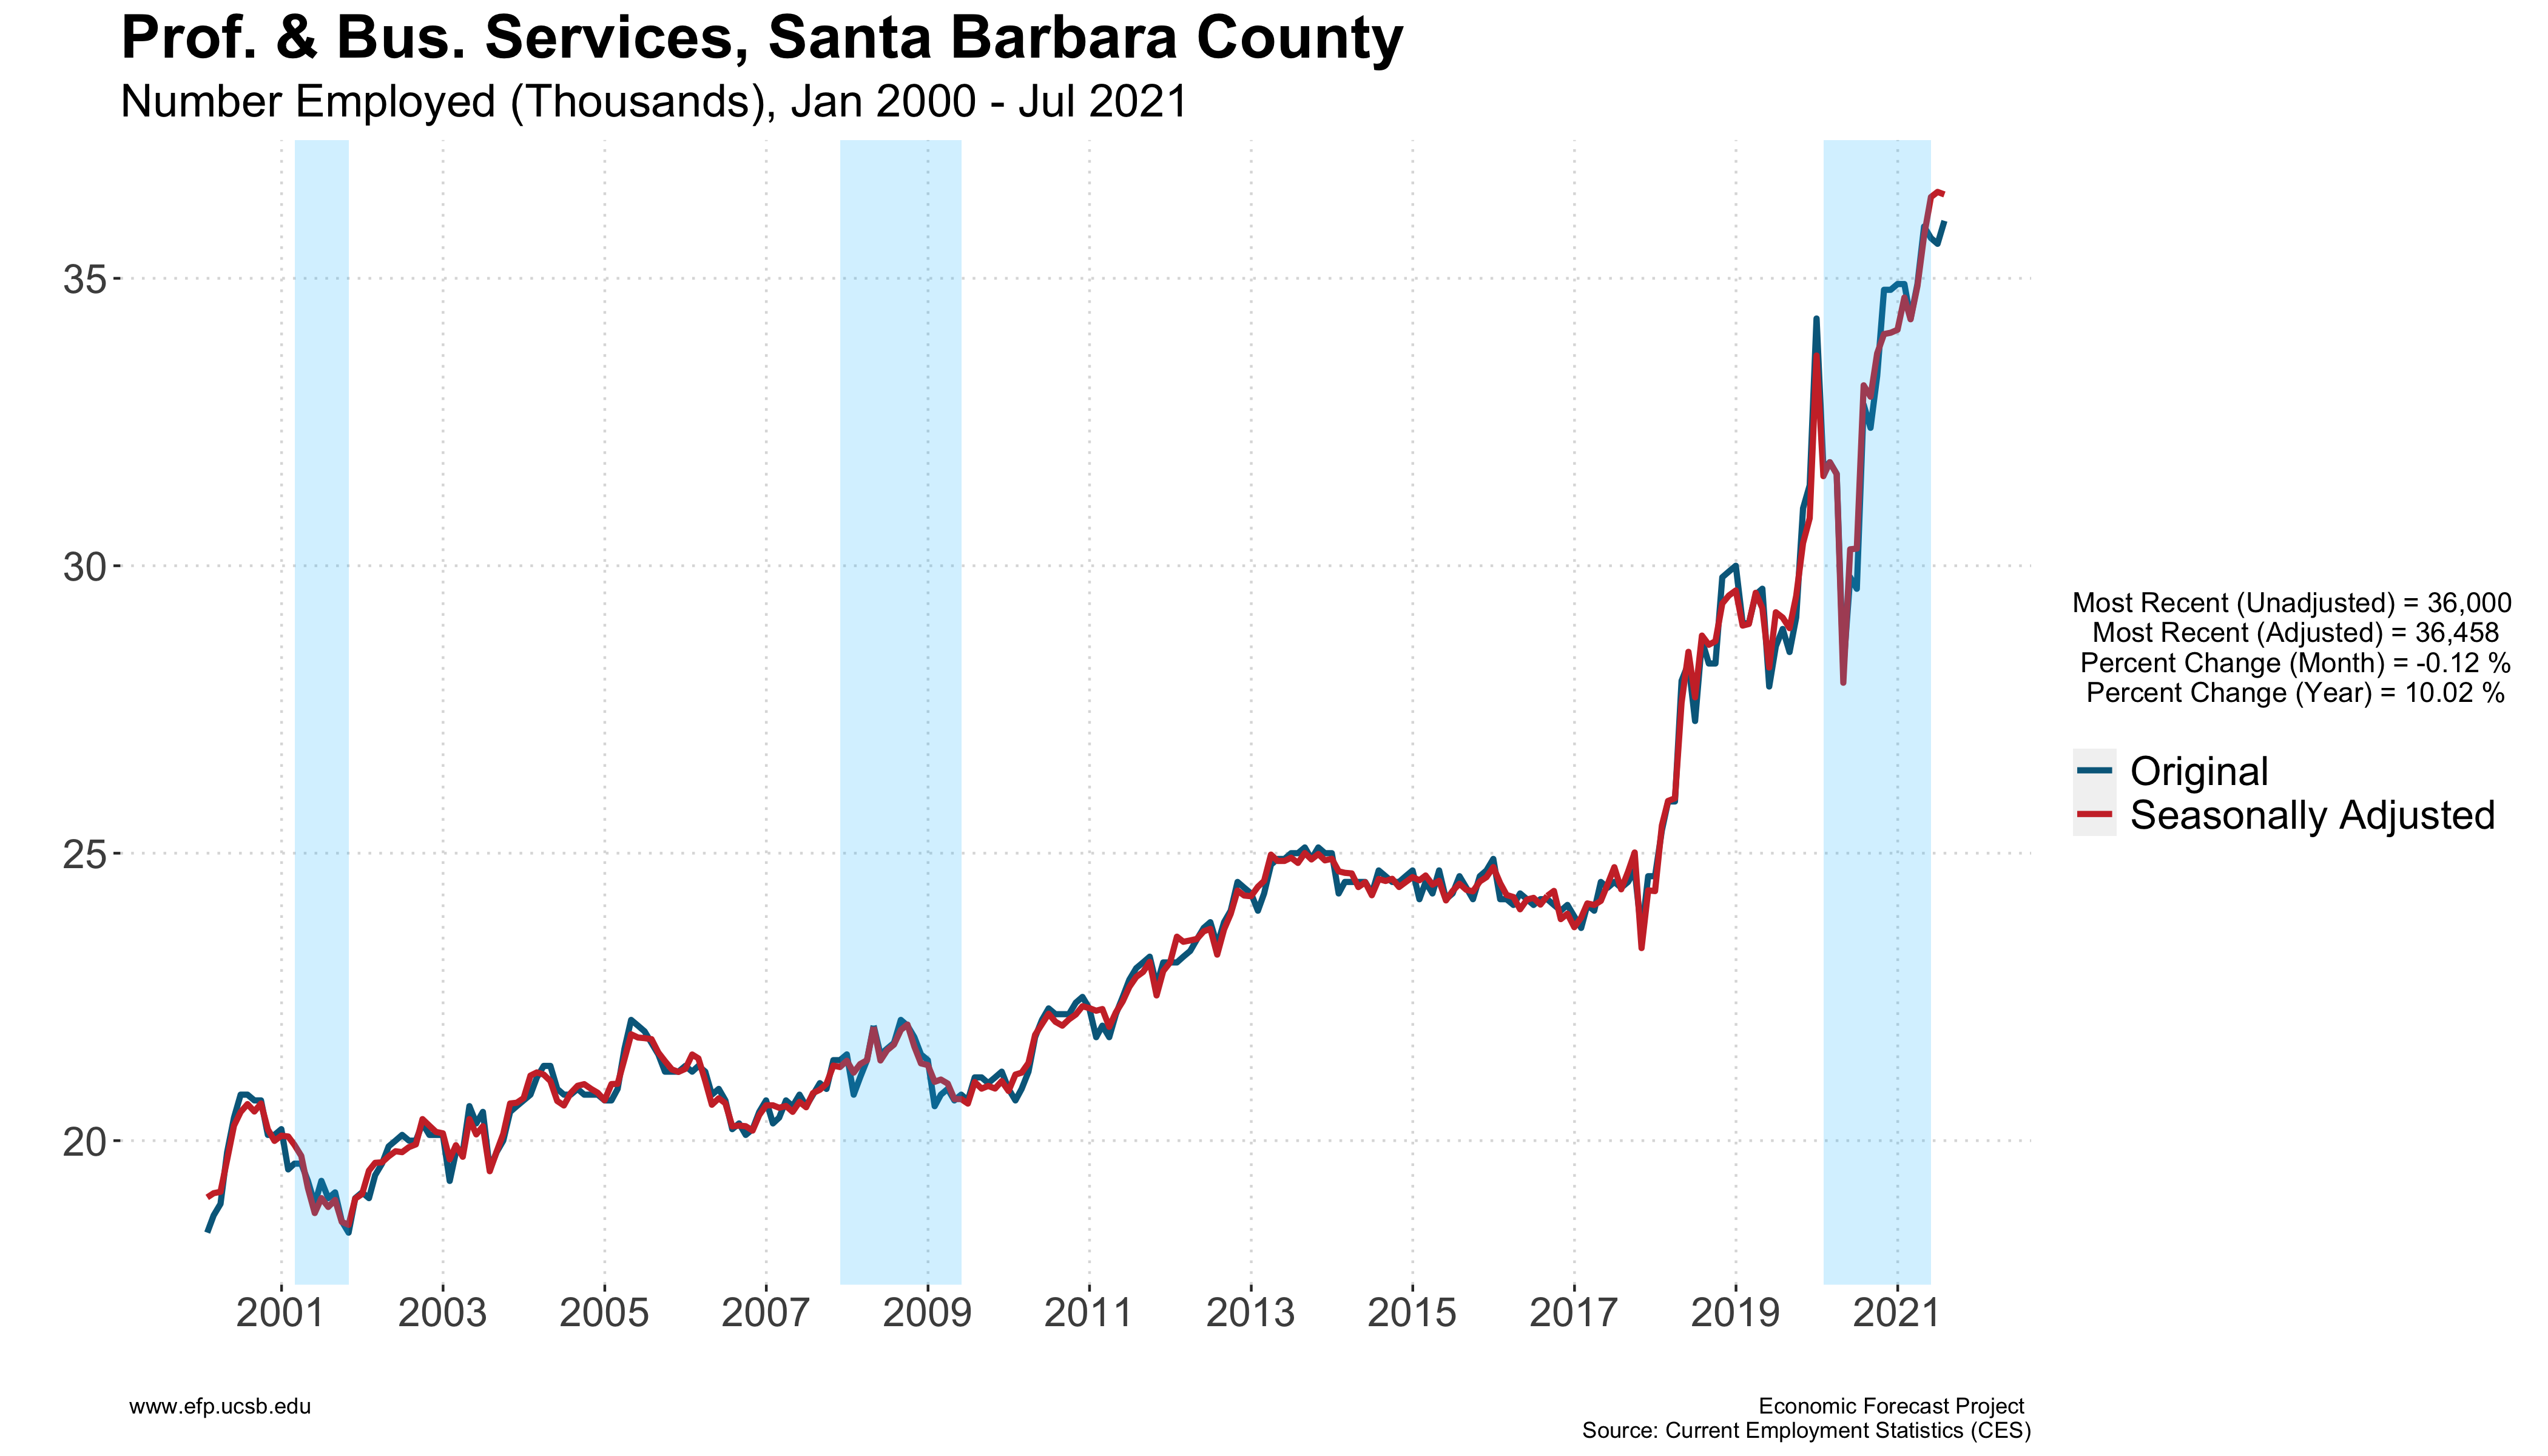 Prof. & Bus. Services, Santa Barbara County
Number Employed (Thousands), Jan 2000 - Jul 2021
35
30
25
20
Most Recent (Unadjusted) = 36,000
Most Recent (Adjusted) = 36,458
Percent Change (Month) = -0.12 %
Percent Change (Year) = 10.02 %
Original
Seasonally Adjusted
2001 2003 2005 2007 2009 2011 2013 2015 2017 2019 2021
www.efp.ucsb.edu
Economic Forecast Project
Source: Current Employment Statistics (CES)